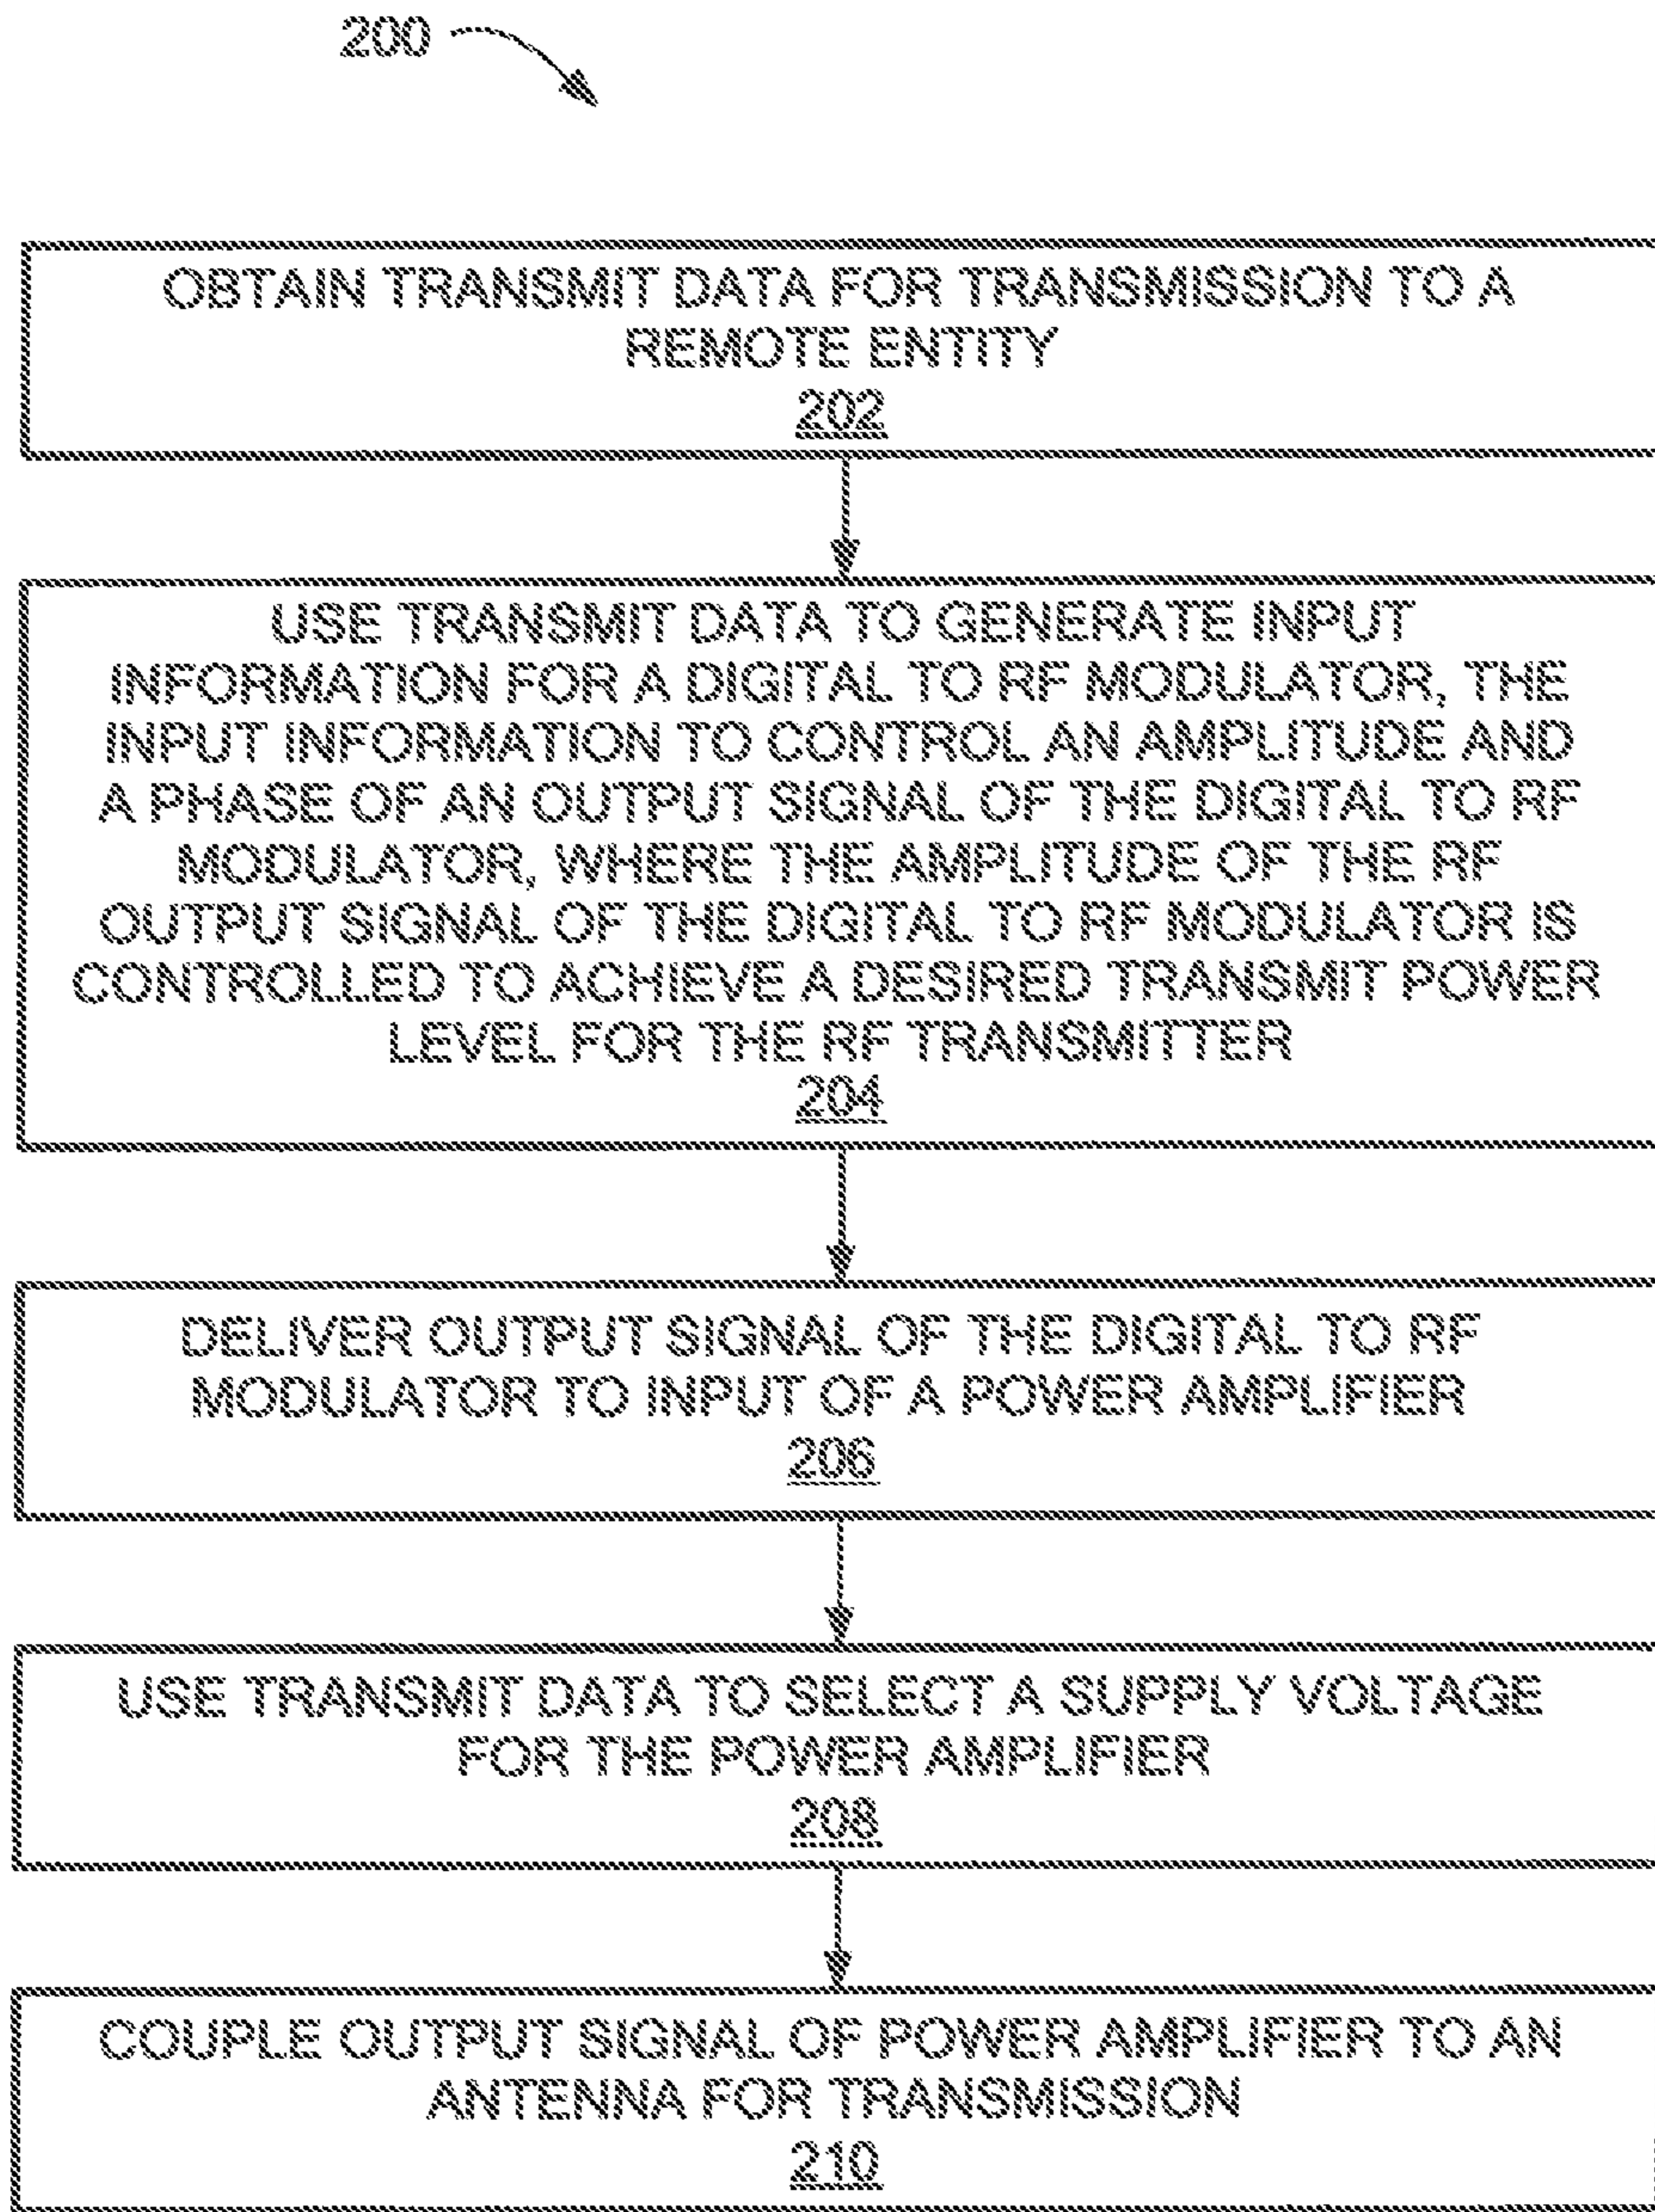 200
OBTAIN TRANSMIT DATA FOR TRANSMISSION TO A
REMOTE ENTITY
202
USE TRANSMIT DATA TO GENERATE INPUT
INFORMATION FOR A DIGITAL TO RF MODULATOR, THE
INPUT INFORMATION TO CONTROL AN AMPLITUDE AND
A PHASE OF AN OUTPUT SIGNAL OF THE DIGITAL TO RF
MODULATOR, WHERE THE AMPLITUDE OF THE RF
OUTPUT SIGNAL OF THE DIGITAL TO RF MODULATOR IS
CONTROLLED TO ACHIEVE A DESIRED TRANSMIT POWER
LEVEL FOR THE RF TRANSMITTER
204
DELIVER OUTPUT SIGNAL OF THE DIGITAL TO RF
MODULATOR TO INPUT OF A POWER AMPLIFIER
206
USE TRANSMIT DATA TO SELECT A SUPPLY VOLTAGE
FOR THE POWER AMPLIFIER
208
COUPLE OUTPUT SIGNAL OF POWER AMPLIFIER TO AN
ANTENNA FOR TRANSMISSION
210